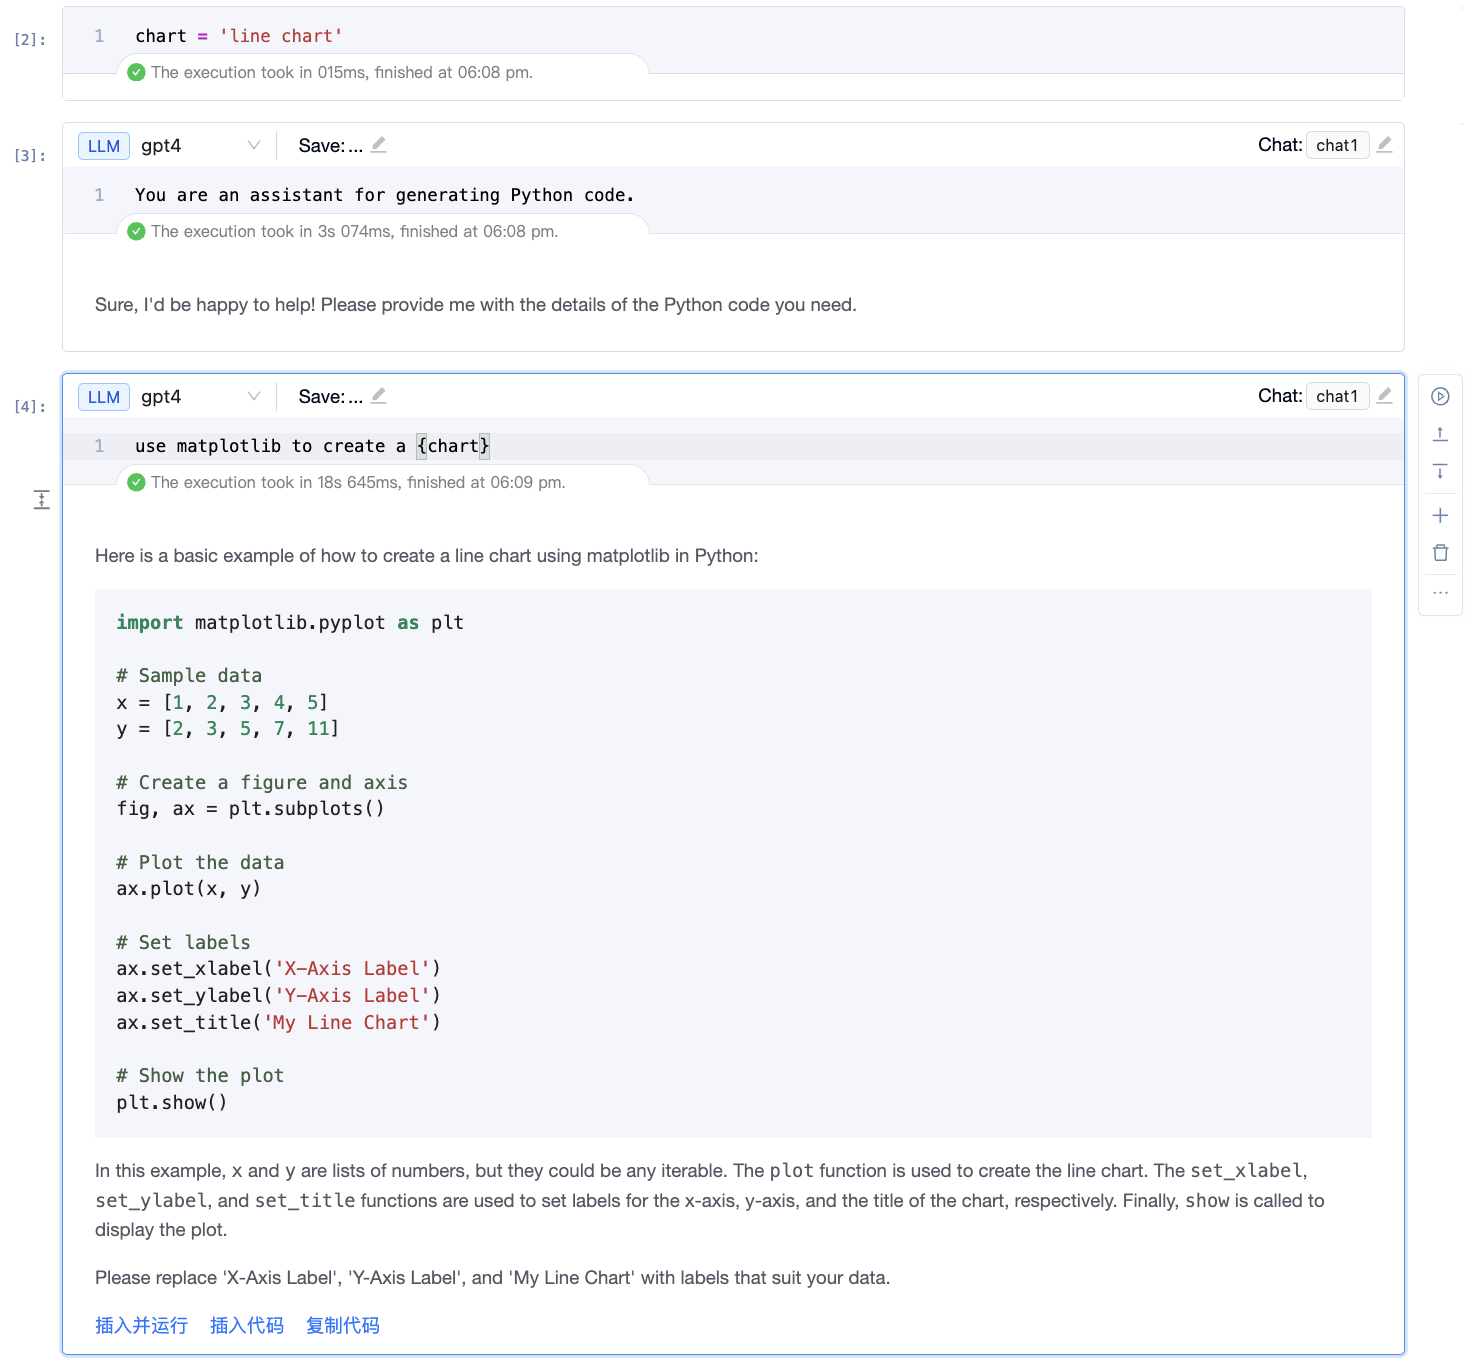 [2]:
1 chart = 'line chart'
The execution took in 015ms, finished at 06:08 pm.
[3]:
LLM gpt4 Save: ... Chat: chat1
1 You are an assistant for generating Python code.
The execution took in 3s 074ms, finished at 06:08 pm.
Sure, I'd be happy to help! Please provide me with the details of the Python code you need.
[4]:
LLM gpt4 Save: ... Chat: chat1
1 use matplotlib to create a {chart}
The execution took in 18s 645ms, finished at 06:09 pm.
Here is a basic example of how to create a line chart using matplotlib in Python:
import matplotlib.pyplot as plt
# Sample data
x = [1, 2, 3, 4, 5]
y = [2, 3, 5, 7, 11]
# Create a figure and axis
fig, ax = plt.subplots()
# Plot the data
ax.plot(x, y)
# Set labels
ax.set_xlabel('X-Axis Label')
ax.set_ylabel('Y-Axis Label')
ax.set_title('My Line Chart')
# Show the plot
plt.show()
In this example, x and y are lists of numbers, but they could be any iterable. The plot function is used to create the line chart. The set_xlabel,
set_ylabel, and set_title functions are used to set labels for the x-axis, y-axis, and the title of the chart, respectively. Finally, show is called to
display the plot.
Please replace 'X-Axis Label', 'Y-Axis Label', and 'My Line Chart' with labels that suit your data.
插入并运行 插入代码 复制代码